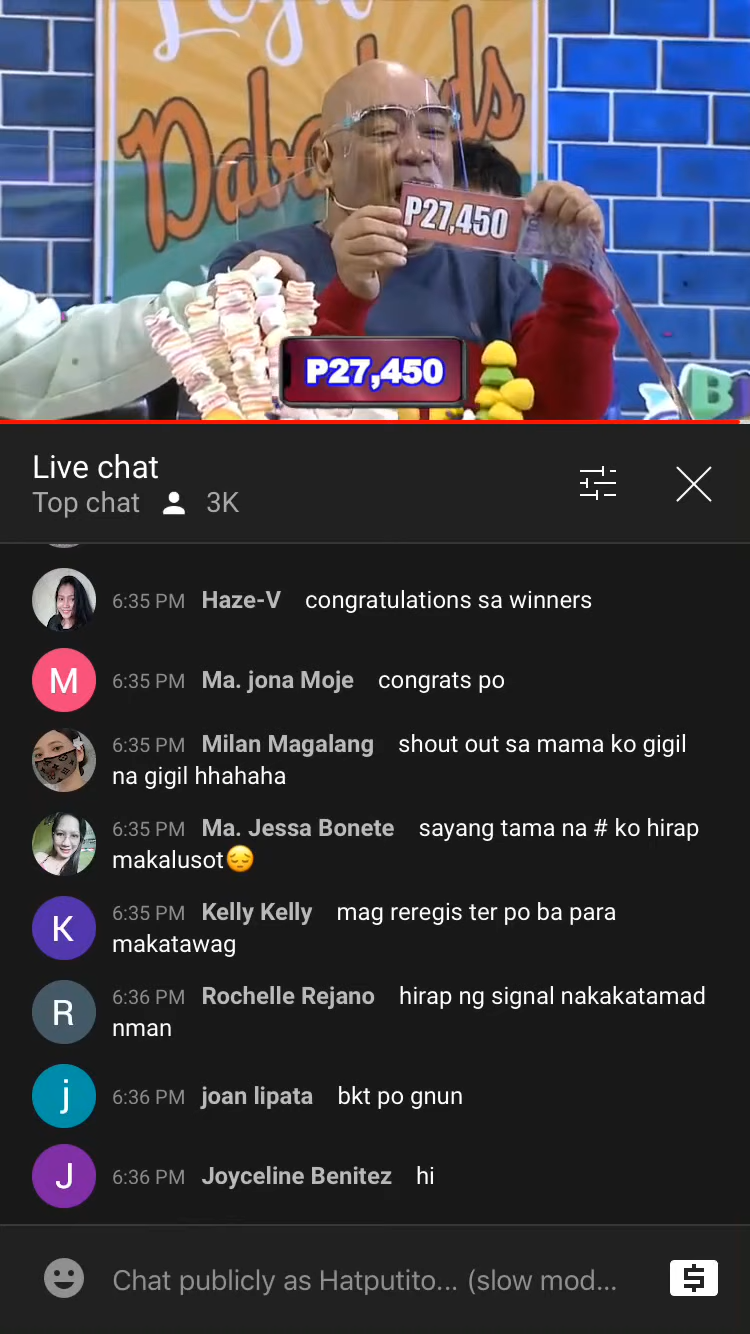 Dabarkads
P27,450
P27,450
B
Live chat
Top chat 3K
6:35 PM Haze-V congratulations sa winners
M
6:35 PM Ma. jona Moje congrats po
6:35 PM Milan Magalang shout out sa mama ko gigil
na gigil hhahaha
6:35 PM Ma. Jessa Bonete sayang tama na # ko hirap
makalusot😔
K
6:35 PM Kelly Kelly mag reregis ter po ba para
makatawag
R
6:36 PM Rochelle Rejano hirap ng signal nakakatamad
nman
j
6:36 PM joan lipata bkt po gnun
J
6:36 PM Joyceline Benitez hi
Chat publicly as Hatputito... (slow mod...
$